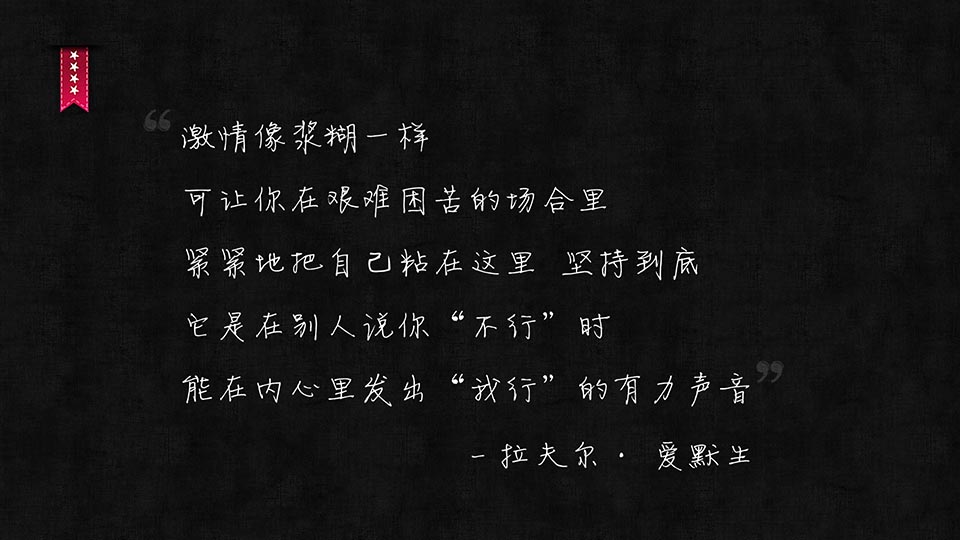 “激情像浆糊一样
可让你在艰难困苦的场合里
紧紧地把自己粘在这里 坚持到底
它是在别人说你“不行”时
能在内心里发出“我行”的有力声音”
－拉夫尔· 爱默生